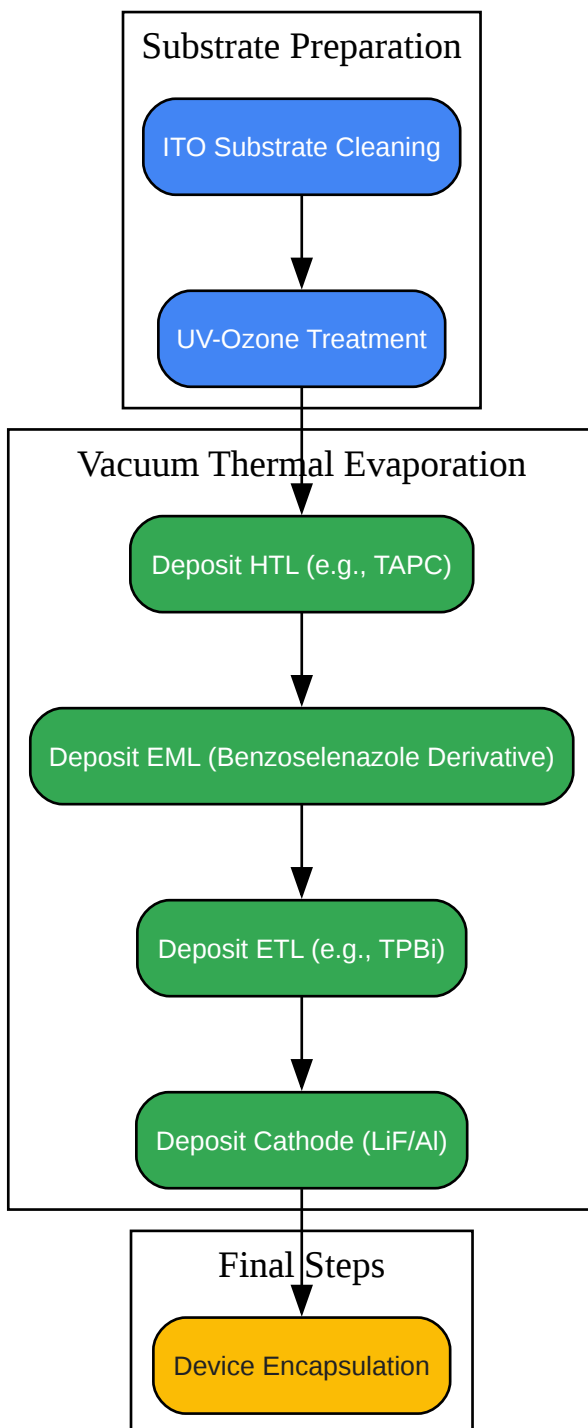 Substrate Preparation
ITO Substrate Cleaning
UV-Ozone Treatment
Vacuum Thermal Evaporation
Deposit HTL (e.g., TAPC)
Deposit EML (Benzoselenazole Derivative)
Deposit ETL (e.g., TPBi)
Deposit Cathode (LiF/Al)
Final Steps
Device Encapsulation